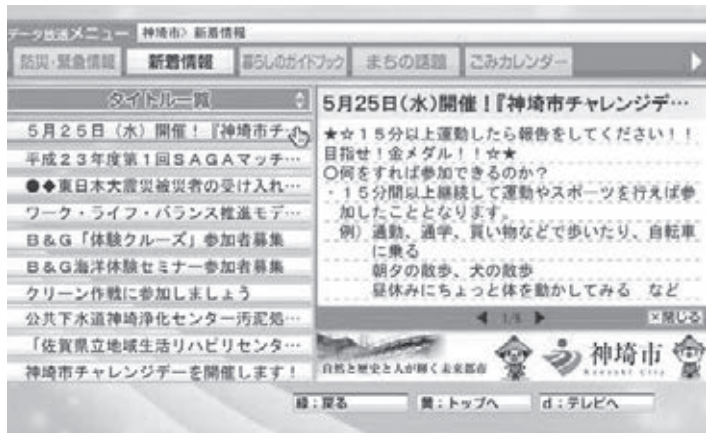 データ放送メニュー 神埼市> 新着情報
防災・緊急情報 新着情報 暮らしのガイドブック まちの話題 ごみカレンダー
タイトル一覧
5月25日（水）開催！『神埼市チ
平成23年度第1回SAGAマッチ…
●◆東日本大震災被災者の受け入れ…
ワーク・ライフ・バランス推進モデ…
B&G「体験クルーズ」参加者募集
B&G海洋体験セミナー参加者募集
クリーン作戦に参加しましょう
公共下水道神埼浄化センター汚泥処…
「佐賀県立地域生活リハビリセンタ…
神埼市チャレンジデーを開催します！
5月25日(水)開催！『神埼市チャレンジデ…
★☆15分以上運動したら報告をしてください！！
目指せ！金メダル！！☆★
○何をすれば参加できるのか？
・15分間以上継続して運動やスポーツを行えば参
加したこととなります。
例）通勤、通学、買い物などで歩いたり、自転車
に乗る
朝夕の散歩、犬の散歩
昼休みにちょっと体を動かしてみる など
◀ 1/6 ▶ ×閉じる
自然と歴史と人が輝く未来都市 神埼市
Kanzaki City
緑：戻る 黄：トップへ d：テレビへ